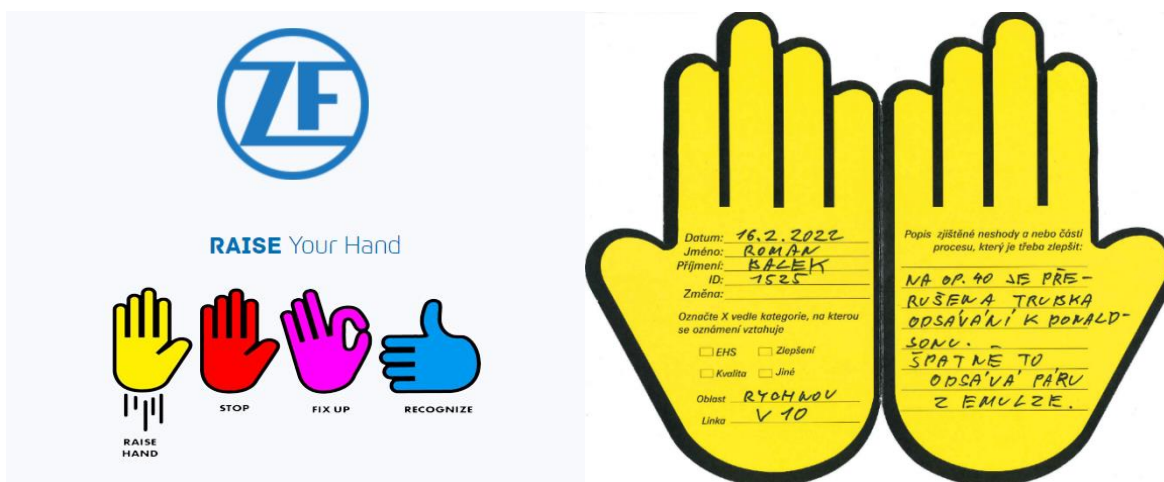 ZF
RAISE Your Hand
RAISE
HAND
STOP
FIX UP
RECOGNIZE
Datum: 16.2.2022
Jméno: ROMAN
Příjmení: BALEK
ID: 1525
Změna:
Označte X vedle kategorie, na kterou
se oznámení vztahuje
EHS Zlepšení
Kvalita Jiné
Oblast RYCHNOV
Linka V 10
Popis zjištěné neshody a nebo části
procesu, který je třeba zlepšit:
NA OP. 40 JE PŘE-
RUŠENA TRUBKA
ODSÁVÁNÍ K DONALD-
SONU.
ŠPATNĚ TO
ODSÁVÁ PÁRU
Z EMULZE.